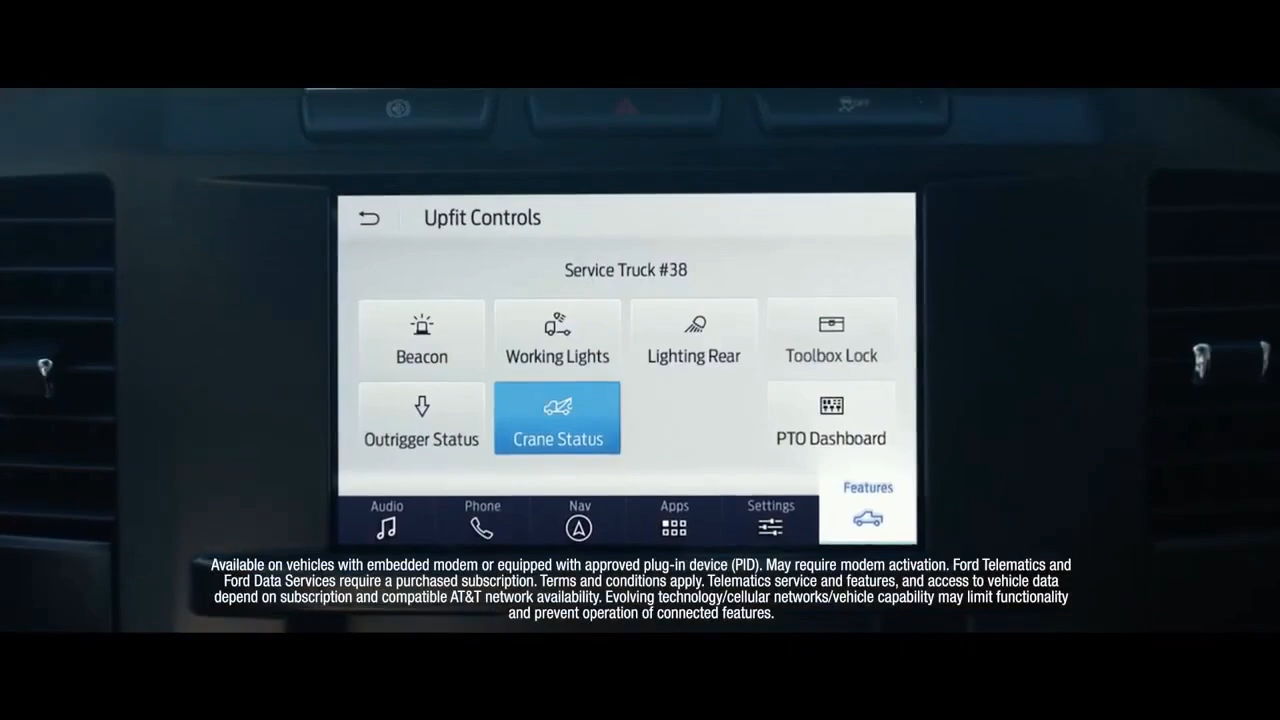 Upfit Controls
Service Truck #38
Beacon
Working Lights
Lighting Rear
Toolbox Lock
Outrigger Status
Crane Status
PTO Dashboard
Audio
Phone
Nav
Apps
Settings
Features
Available on vehicles with embedded modem or equipped with approved plug-in device (PID). May require modem activation. Ford Telematics and
Ford Data Services require a purchased subscription. Terms and conditions apply. Telematics service and features, and access to vehicle data
depend on subscription and compatible AT&T network availability. Evolving technology/cellular networks/vehicle capability may limit functionality
and prevent operation of connected features.